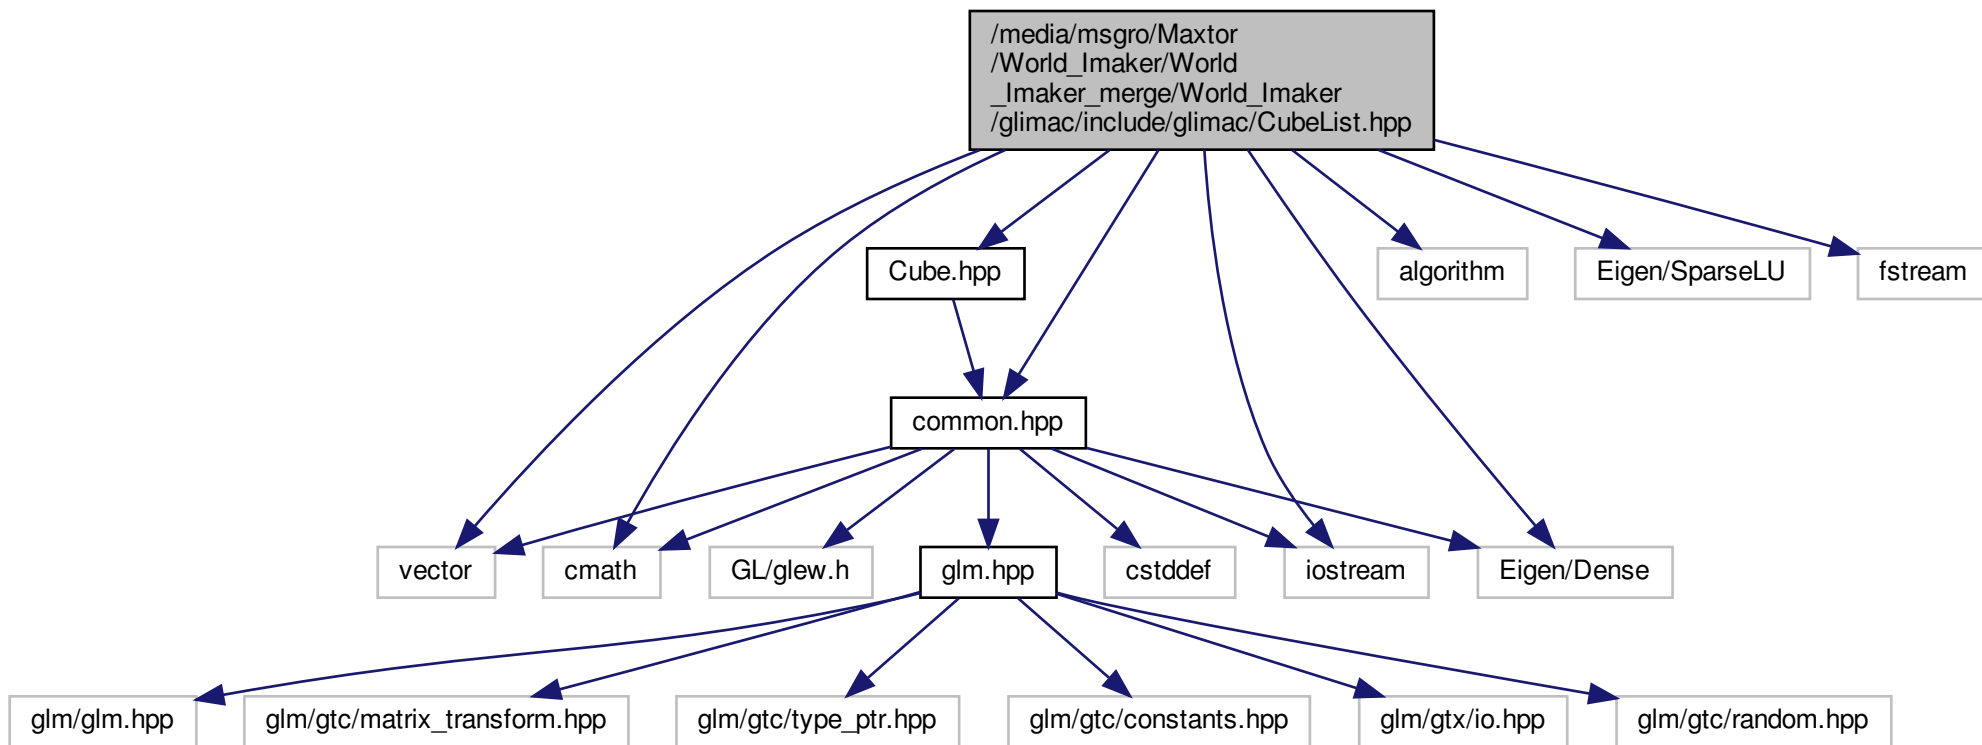 /media/msgro/Maxtor
/World_Imaker/World
_Imaker_merge/World_Imaker
/glimac/include/glimac/CubeList.hpp
Cube.hpp
algorithm
Eigen/SparseLU
fstream
common.hpp
vector
cmath
GL/glew.h
glm.hpp
cstddef
iostream
Eigen/Dense
glm/glm.hpp
glm/gtc/matrix_transform.hpp
glm/gtc/type_ptr.hpp
glm/gtc/constants.hpp
glm/gtx/io.hpp
glm/gtc/random.hpp